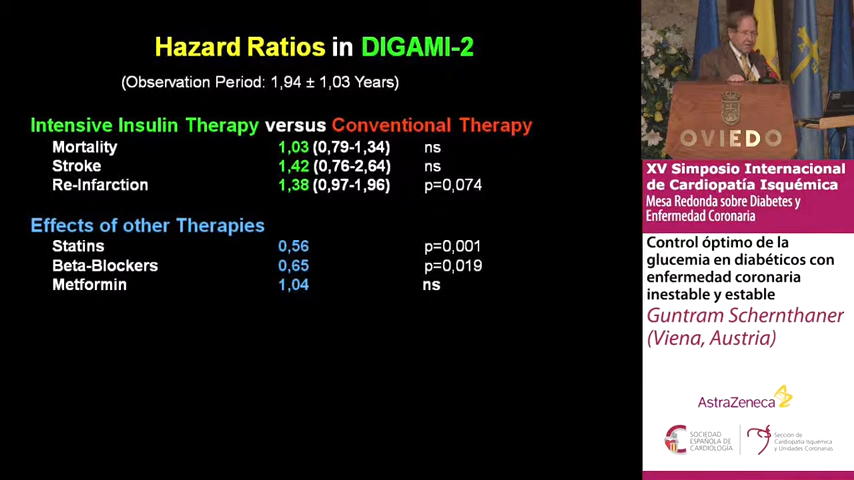 Hazard Ratios in DIGAMI-2
(Observation Period: 1,94 ± 1,03 Years)
Intensive Insulin Therapy versus Conventional Therapy
Mortality 1,03 (0,79-1,34) ns
Stroke 1,42 (0,76-2,64) ns
Re-Infarction 1,38 (0,97-1,96) p=0,074
Effects of other Therapies
Statins 0,56 p=0,001
Beta-Blockers 0,65 p=0,019
Metformin 1,04 ns
OVIEDO
XV Simposio Internacional
de Cardiopatía Isquémica
Mesa Redonda sobre Diabetes y
Enfermedad Coronaria
Control óptimo de la
glucemia en diabéticos con
enfermedad coronaria
inestable y estable
Guntram Schernthaner
(Viena, Austria)
AstraZeneca
SOCIEDAD
ESPAÑOLA DE
CARDIOLOGÍA
Sección de
Cardiopatía Isquémica
y Unidades Coronarias